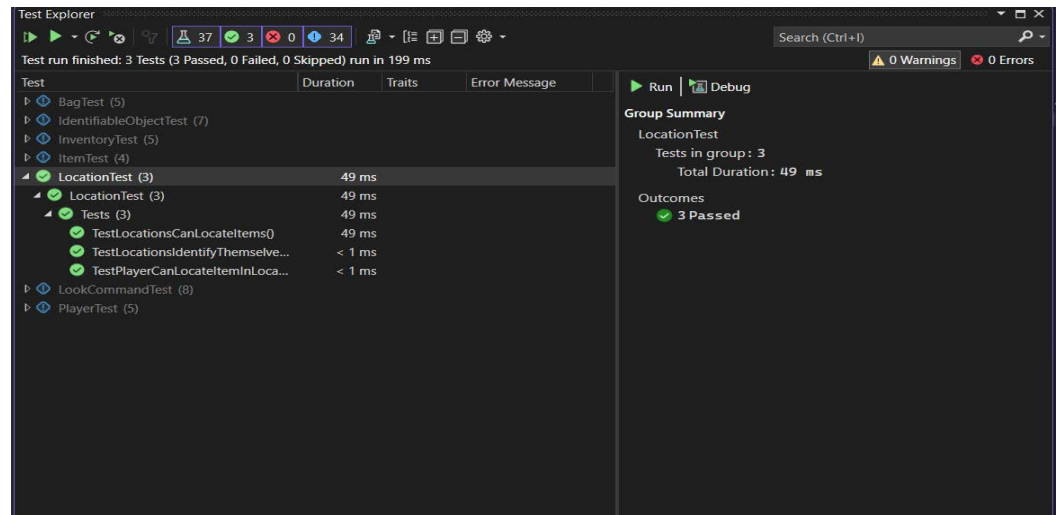 Test Explorer
37 3 0 34 Search (Ctrl+I)
Test run finished: 3 Tests (3 Passed, 0 Failed, 0 Skipped) run in 199 ms 0 Warnings 0 Errors
Test Duration Traits Error Message
BagTest (5)
IdentifiableObjectTest (7)
InventoryTest (5)
ItemTest (4)
LocationTest (3) 49 ms
LocationTest (3) 49 ms
Tests (3) 49 ms
TestLocationsCanLocateItems() 49 ms
TestLocationsIdentifyThemselve... < 1 ms
TestPlayerCanLocateItemInLoca... < 1 ms
LookCommandTest (8)
PlayerTest (5)
Run Debug
Group Summary
LocationTest
Tests in group: 3
Total Duration: 49 ms
Outcomes
3 Passed